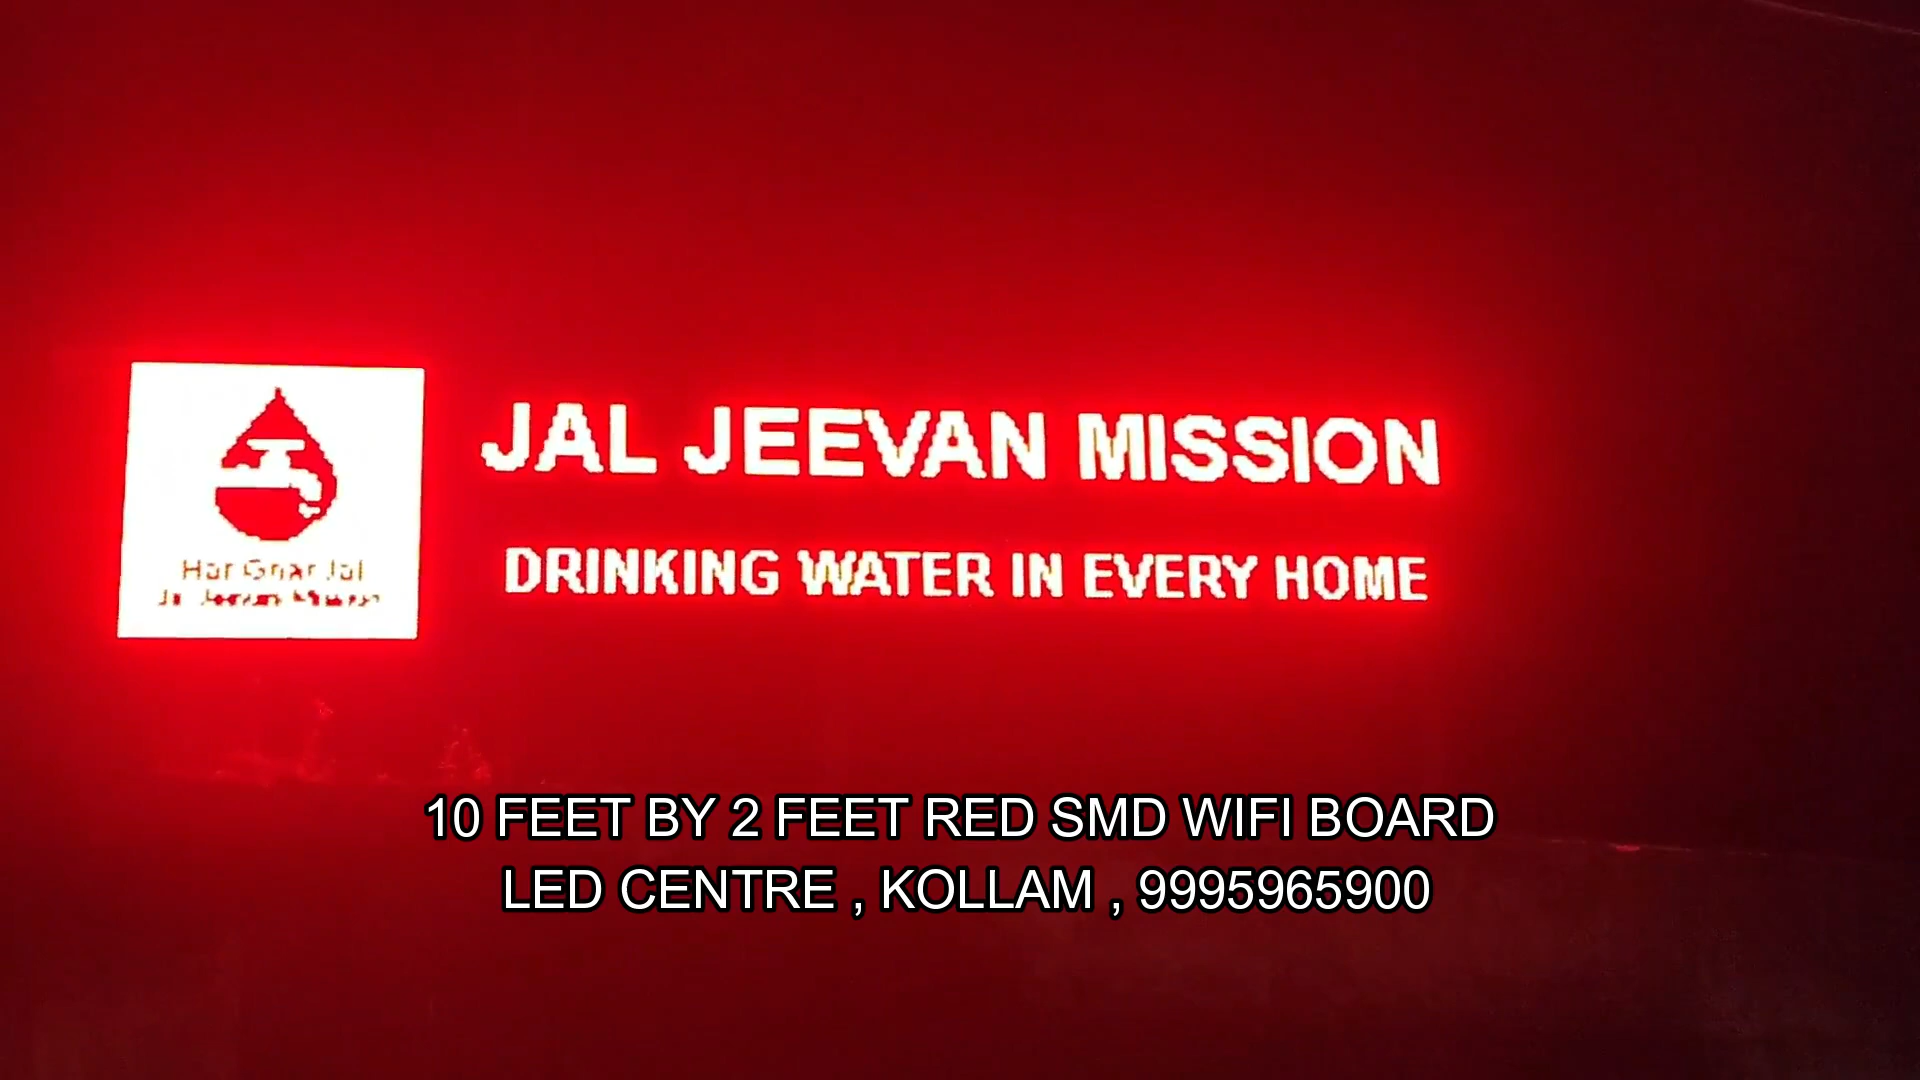 JAL JEEVAN MISSION
DRINKING WATER IN EVERY HOME
Har Ghar Jal
10 FEET BY 2 FEET RED SMD WIFI BOARD
LED CENTRE , KOLLAM , 9995965900